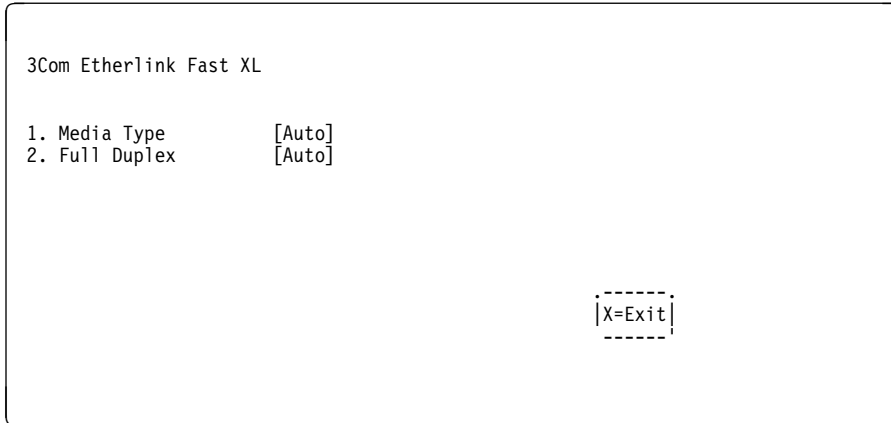 3Com Etherlink Fast XL
1. Media Type [Auto]
2. Full Duplex [Auto]
.------.
|X=Exit|
------'